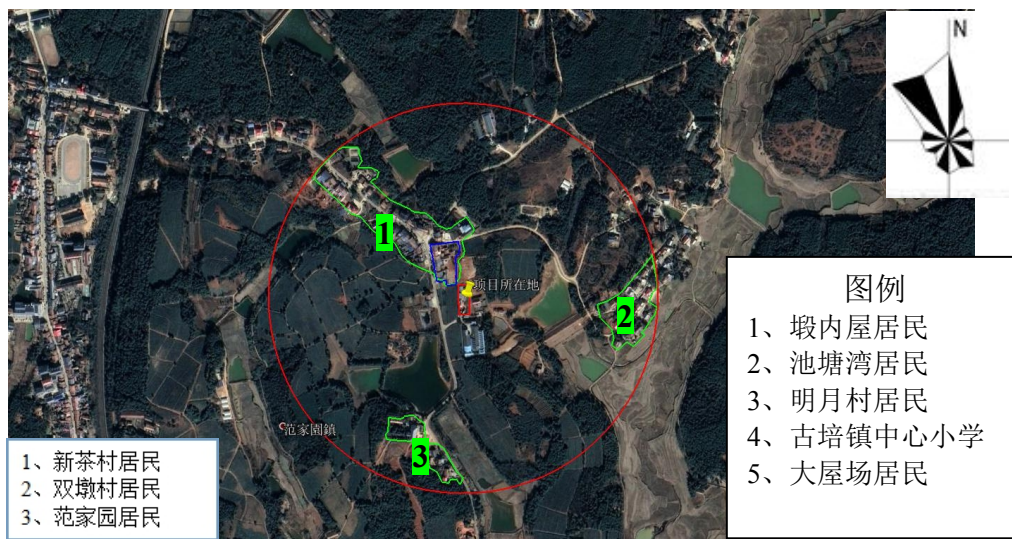 N
1
项目所在地
2
范家園鎮
3
图例
1、塅内屋居民
2、池塘湾居民
3、明月村居民
4、古培镇中心小学
5、大屋场居民
1、新茶村居民
2、双墩村居民
3、范家园居民